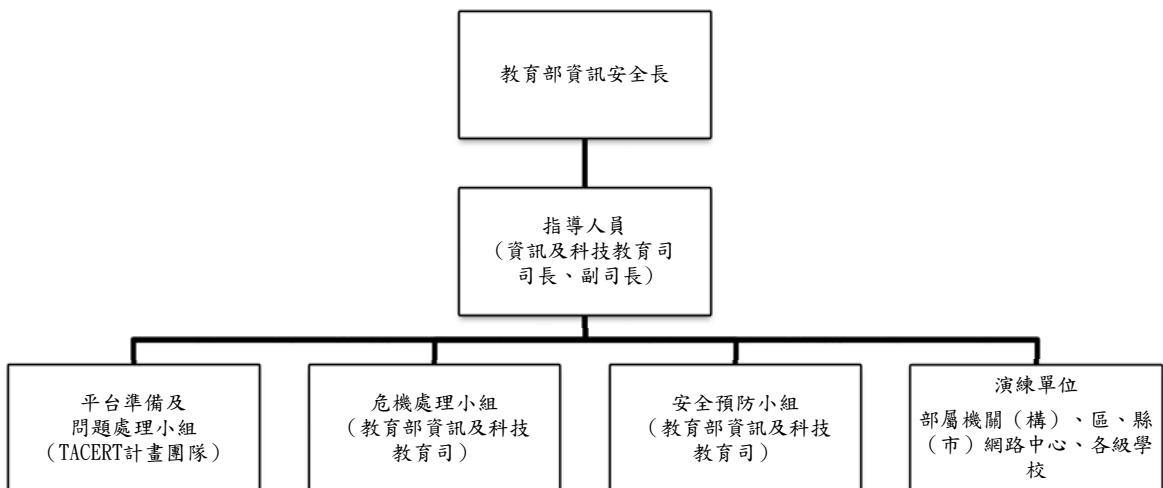 教育部資訊安全長
指導人員
（資訊及科技教育司
司長、副司長）
平台準備及
問題處理小組
（TACERT計畫團隊）
危機處理小組
（教育部資訊及科技
教育司）
安全預防小組
（教育部資訊及科技
教育司）
演練單位
部屬機關（構）、區、縣
（市）網路中心、各級學
校